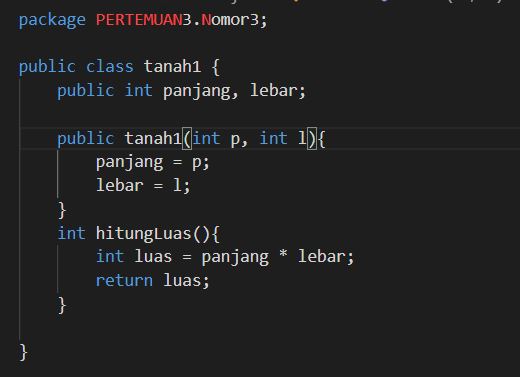 package PERTEMUAN3.Nomor3;
public class tanah1 {
public int panjang, lebar;
public tanah1(int p, int l){
panjang = p;
lebar = l;
}
int hitungLuas(){
int luas = panjang * lebar;
return luas;
}
}